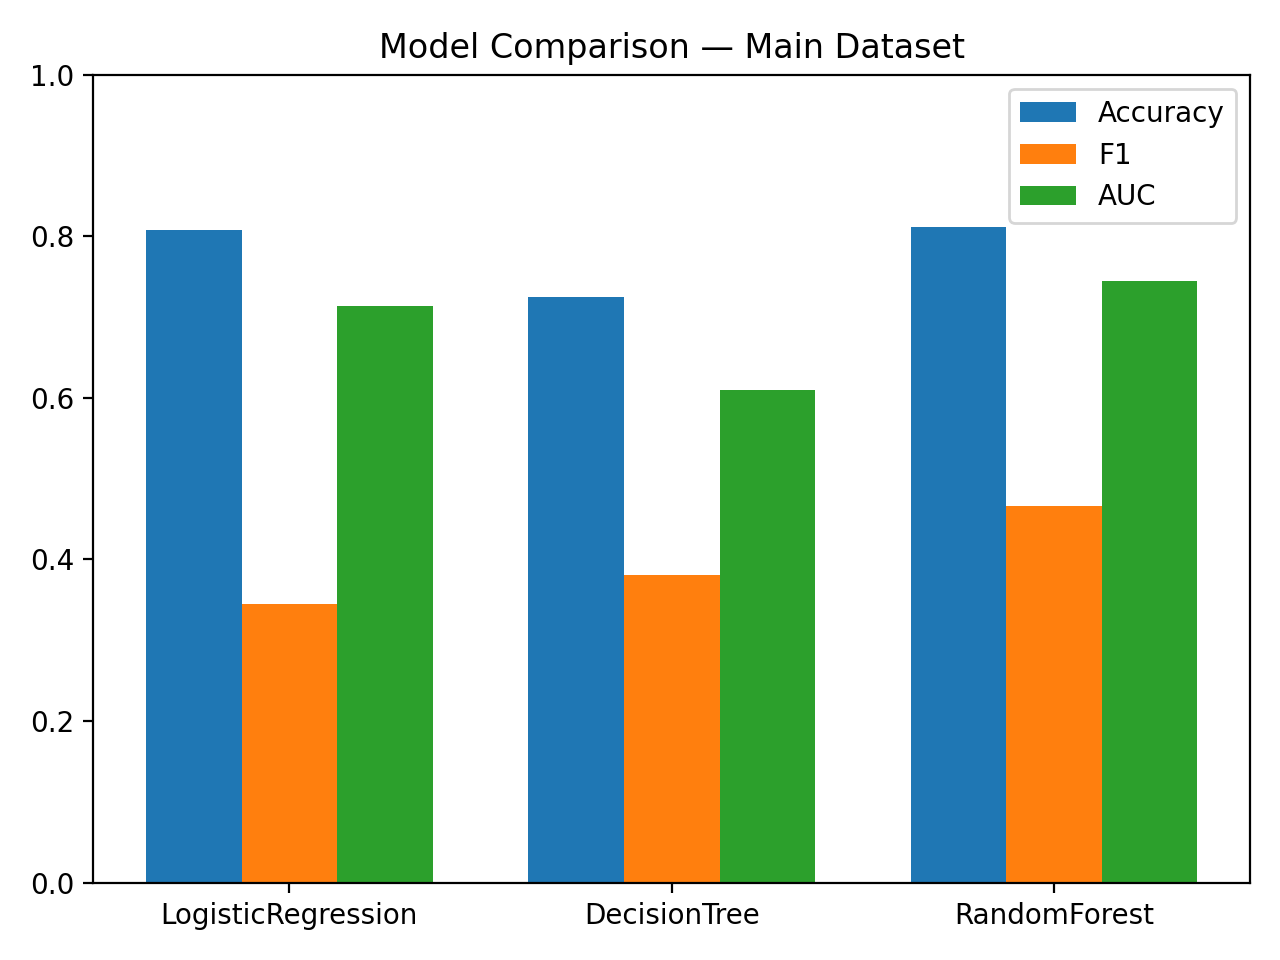 Model Comparison — Main Dataset
1.0
0.8
0.6
0.4
0.2
0.0
Accuracy
F1
AUC
LogisticRegression
DecisionTree
RandomForest